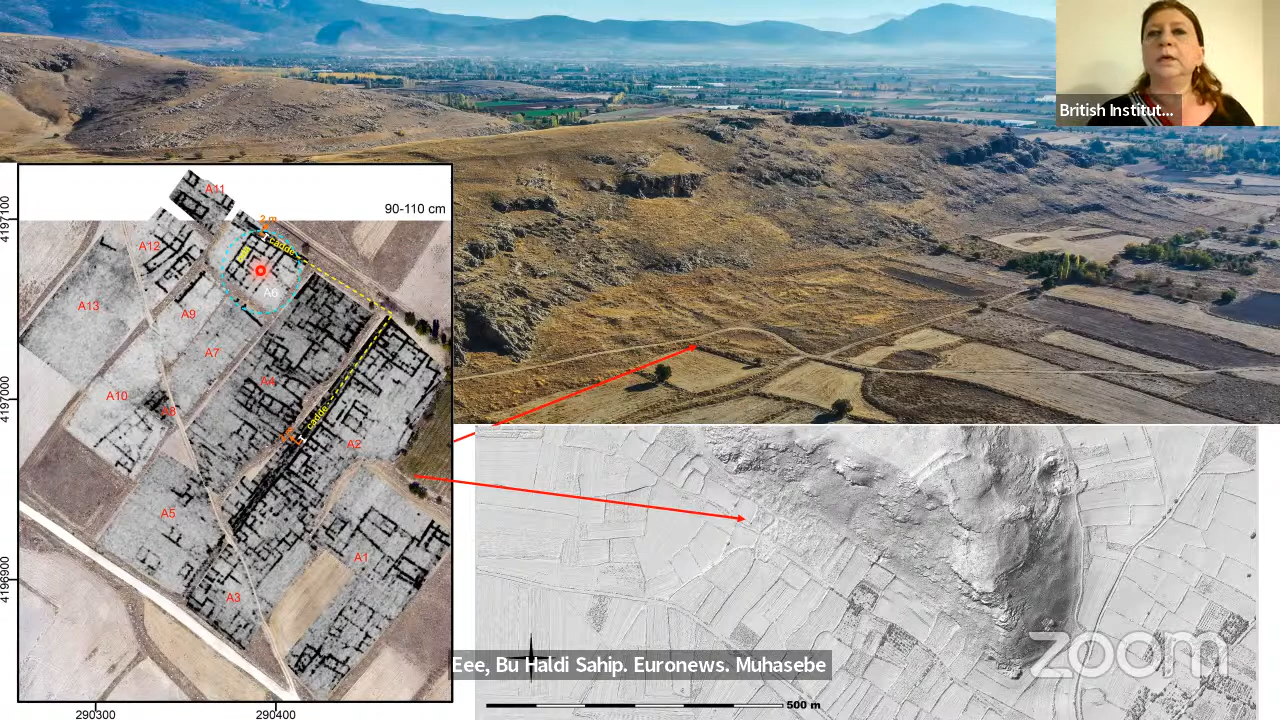 British Institut...
90-110 cm
4197100
4197000
4196900
A11
A12
2 m
cadde
A6
A13
A9
A7
A4
A10
A8
cadde
A2
A5
A1
A3
290300
290400
Eee, Bu Haldi Sahip. Euronews. Muhasebe
zoom
500 m